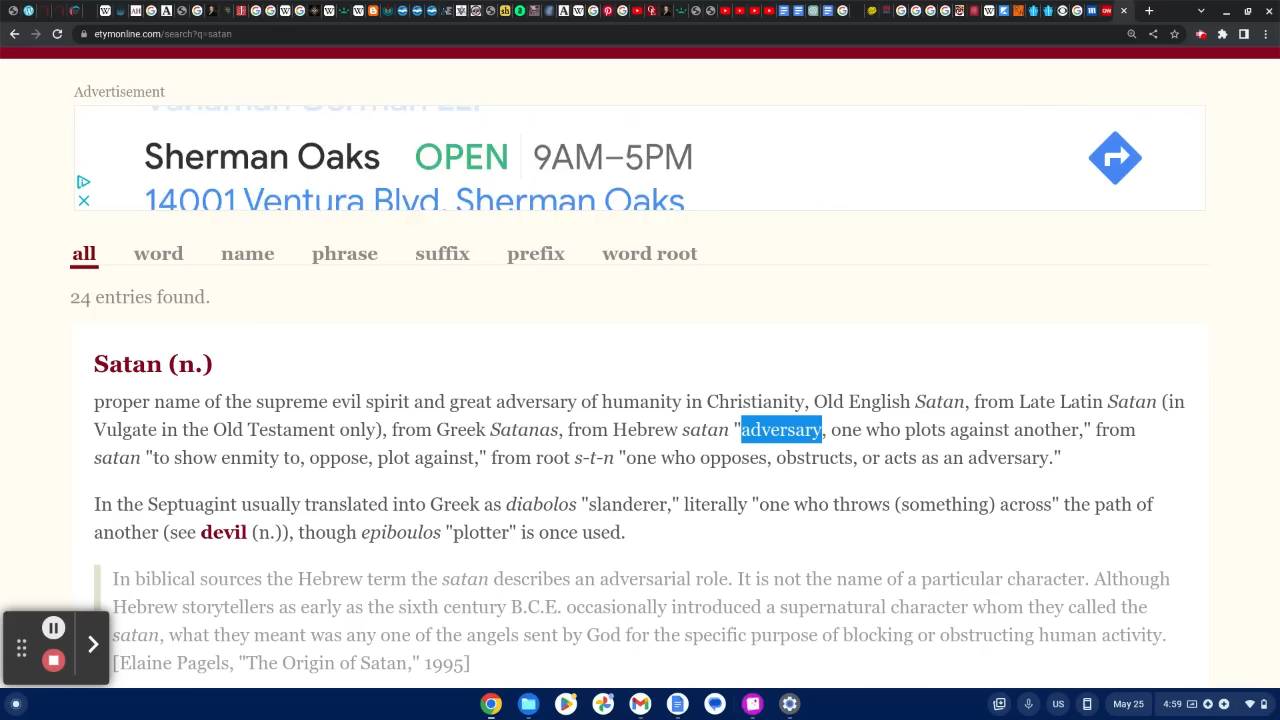 etymonline.com/search?q=satan
Advertisement
Sherman Oaks OPEN 9AM–5PM
14001 Ventura Blvd, Sherman Oaks
all word name phrase suffix prefix word root
24 entries found.
Satan (n.)
proper name of the supreme evil spirit and great adversary of humanity in Christianity, Old English Satan, from Late Latin Satan (in
Vulgate in the Old Testament only), from Greek Satanas, from Hebrew satan "adversary, one who plots against another," from
satan "to show enmity to, oppose, plot against," from root s-t-n "one who opposes, obstructs, or acts as an adversary."
In the Septuagint usually translated into Greek as diabolos "slanderer," literally "one who throws (something) across" the path of
another (see devil (n.)), though epiboulos "plotter" is once used.
In biblical sources the Hebrew term the satan describes an adversarial role. It is not the name of a particular character. Although
Hebrew storytellers as early as the sixth century B.C.E. occasionally introduced a supernatural character whom they called the
satan, what they meant was any one of the angels sent by God for the specific purpose of blocking or obstructing human activity.
[Elaine Pagels, "The Origin of Satan," 1995]
US May 25 4:59